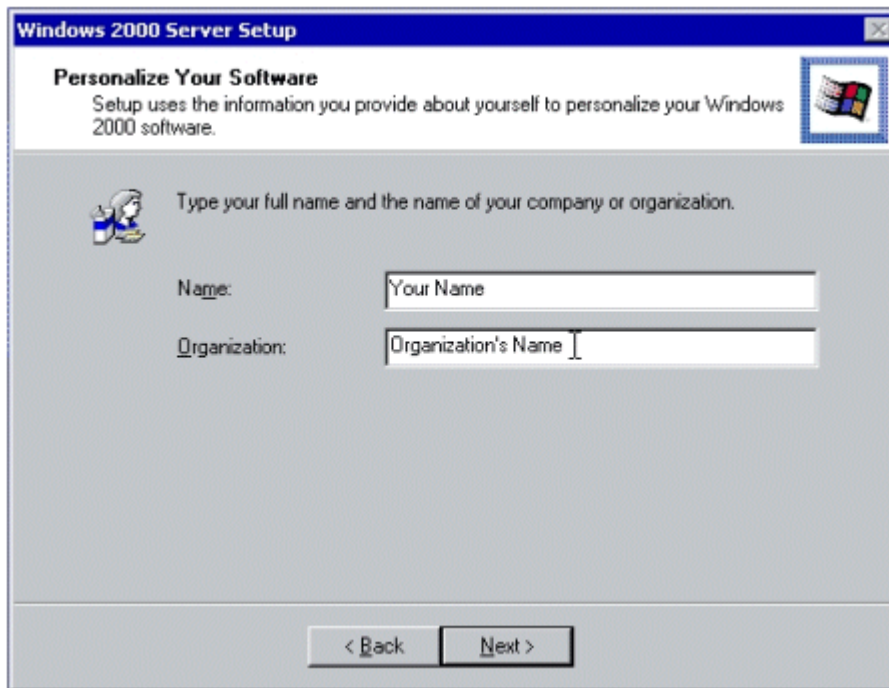 Windows 2000 Server Setup
Personalize Your Software
Setup uses the information you provide about yourself to personalize your Windows
2000 software.
Type your full name and the name of your company or organization.
Name: Your Name
Organization: Organization's Name
< Back Next >